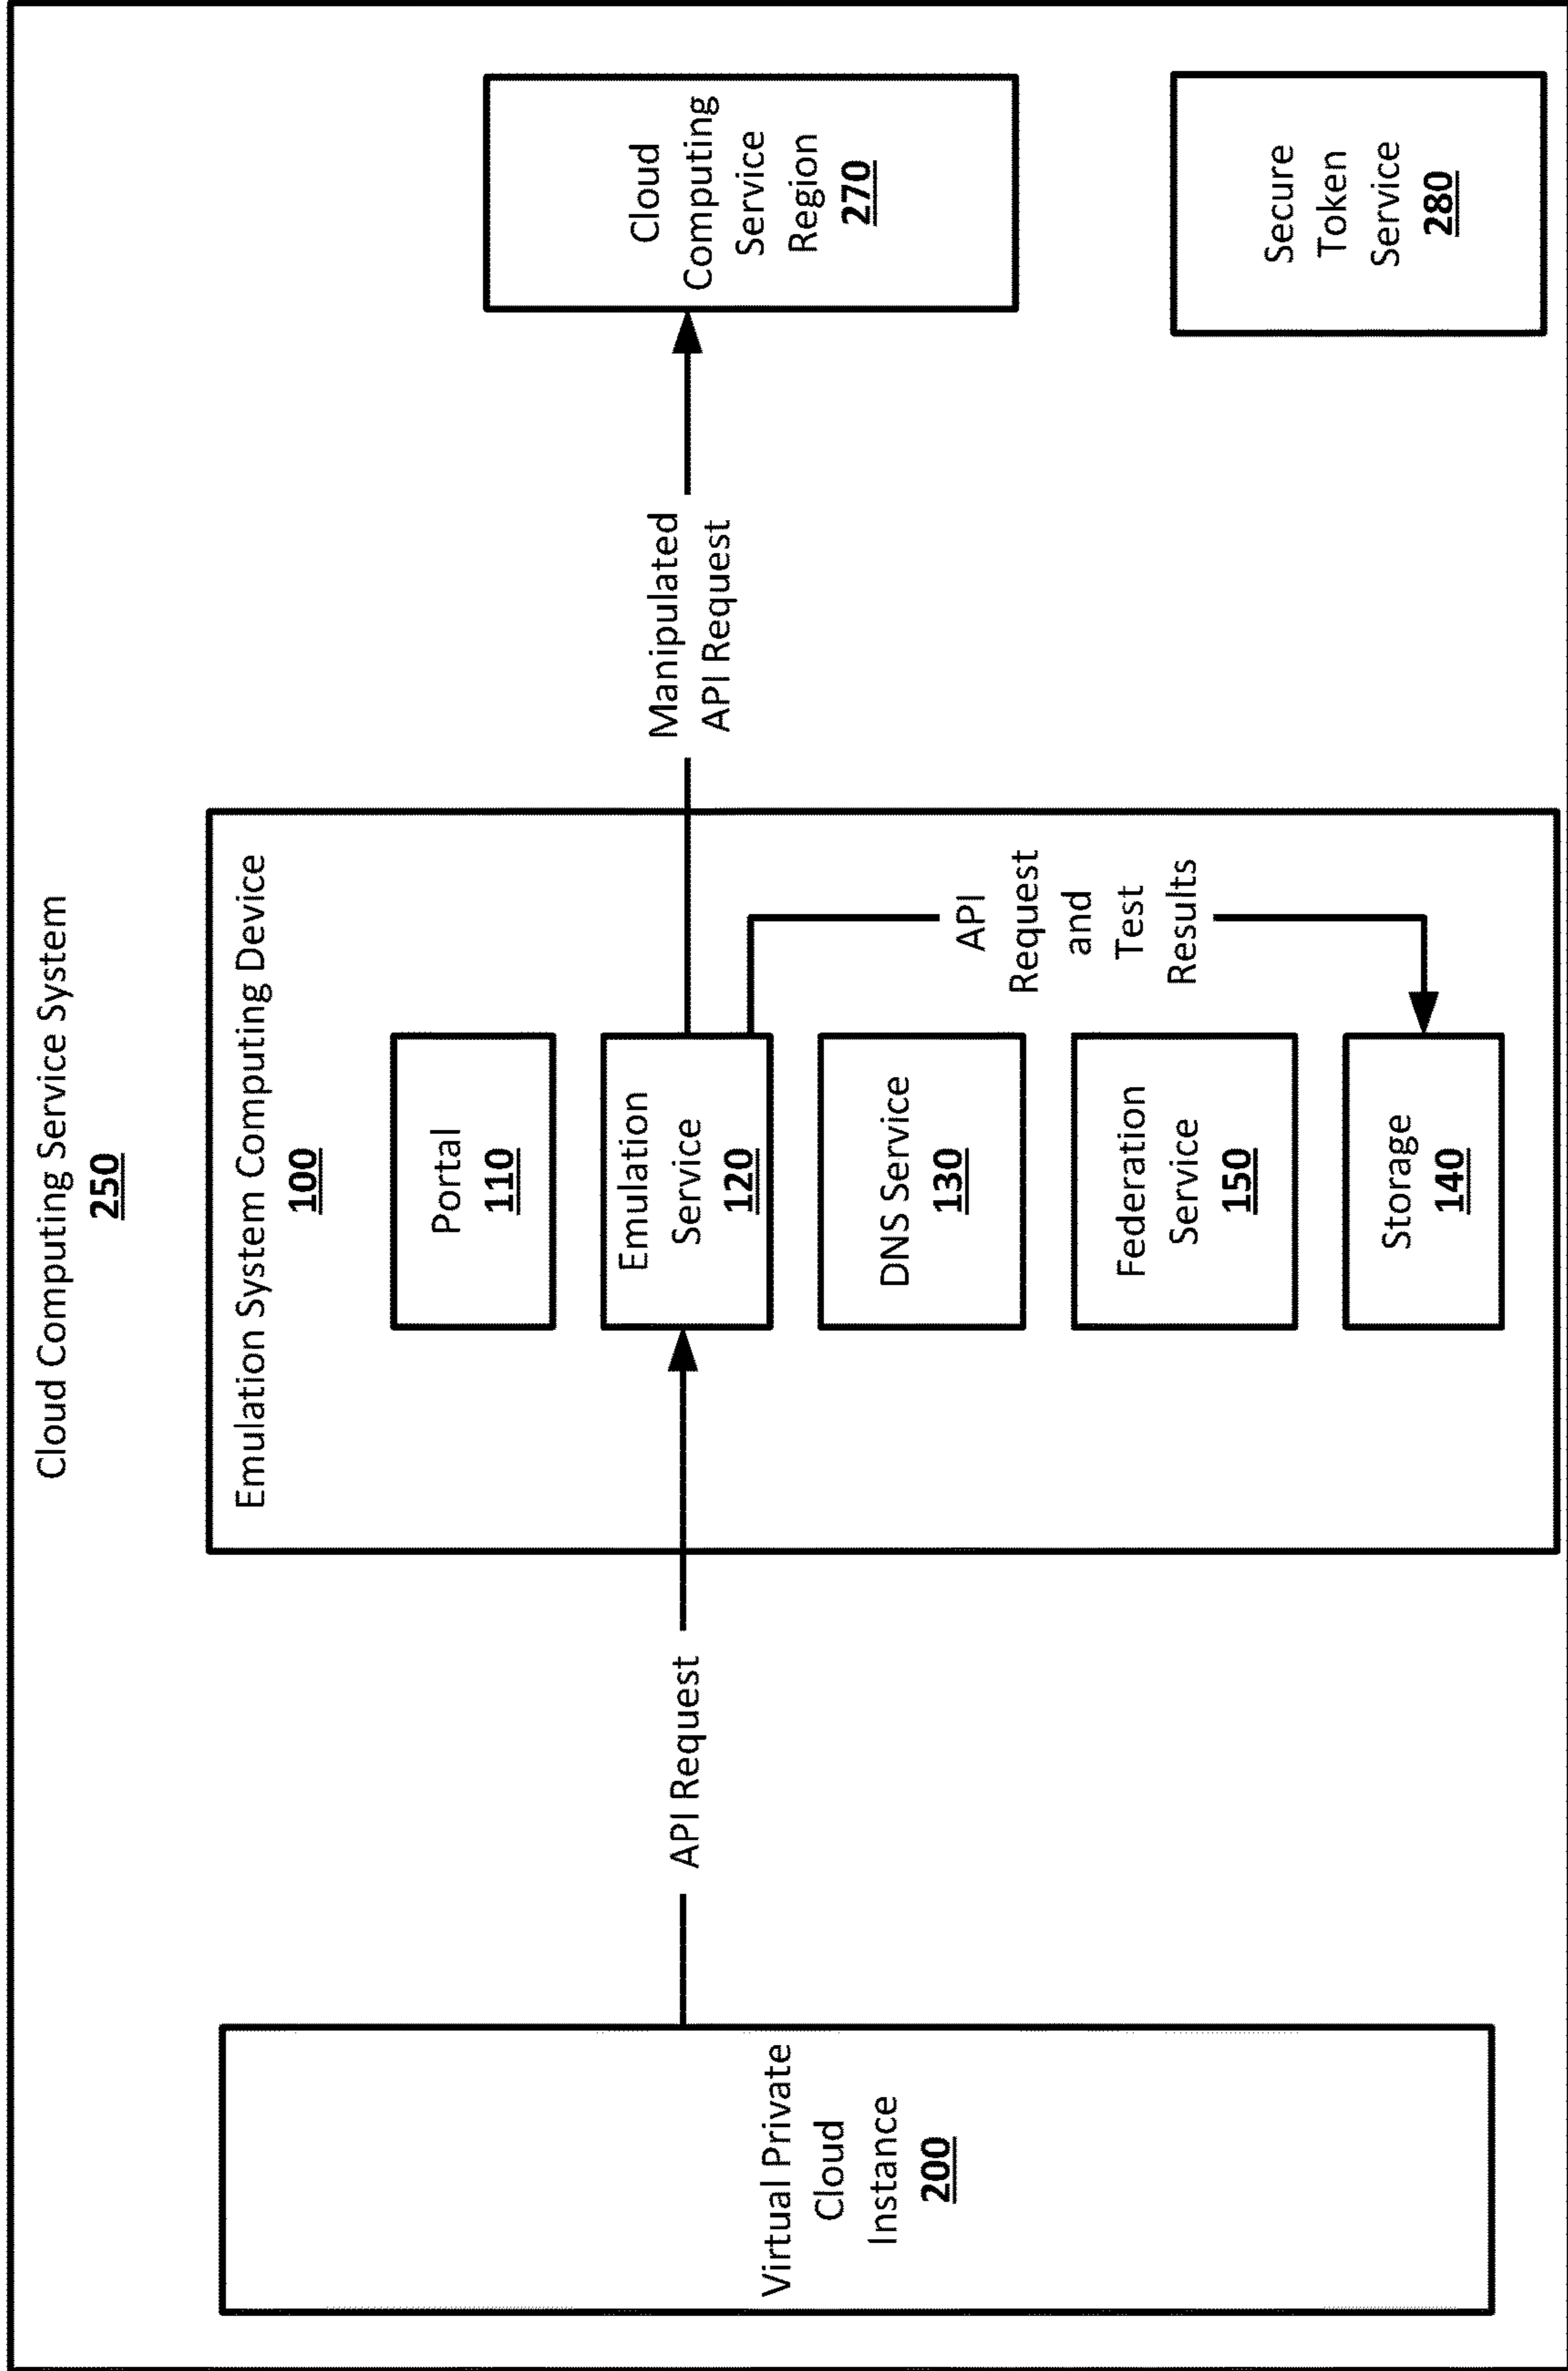 Cloud Computing Service System
250
Virtual Private
Cloud
Instance
200
API Request
Emulation System Computing Device
100
Portal
110
Emulation
Service
120
DNS Service
130
Federation
Service
150
Storage
140
API
Request
and
Test
Results
Manipulated
API Request
Cloud
Computing
Service
Region
270
Secure
Token
Service
280